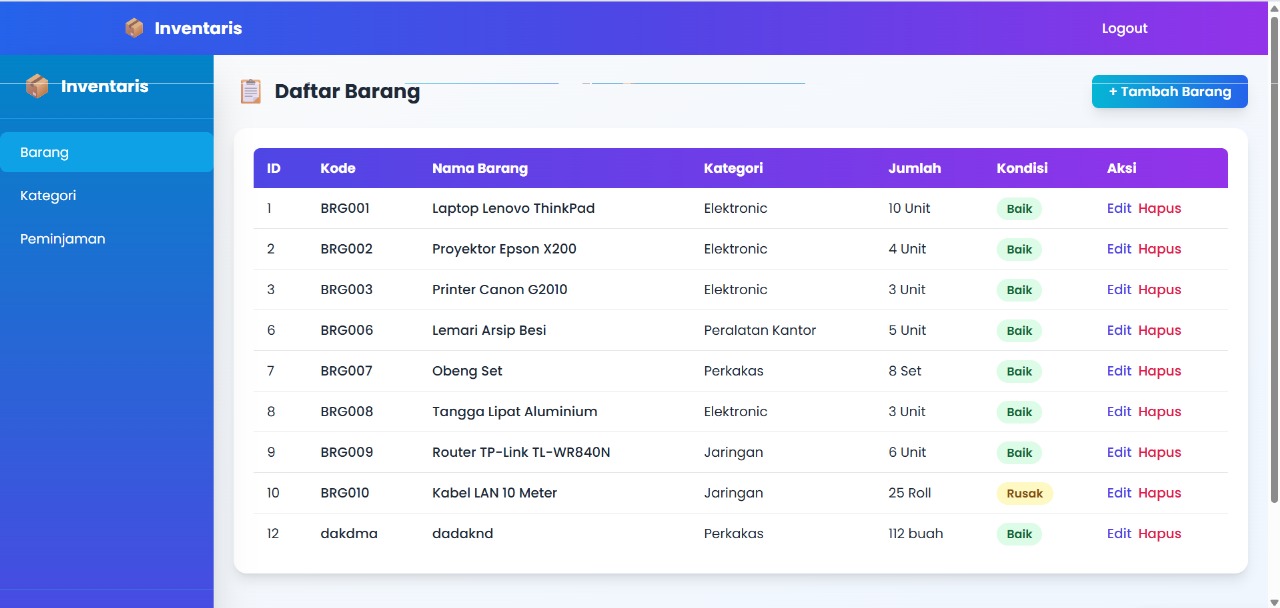 Inventaris
Logout
Inventaris
Barang
Kategori
Peminjaman
Daftar Barang
+ Tambah Barang
ID Kode Nama Barang Kategori Jumlah Kondisi Aksi
1 BRG001 Laptop Lenovo ThinkPad Elektronic 10 Unit Baik Edit Hapus
2 BRG002 Proyektor Epson X200 Elektronic 4 Unit Baik Edit Hapus
3 BRG003 Printer Canon G2010 Elektronic 3 Unit Baik Edit Hapus
6 BRG006 Lemari Arsip Besi Peralatan Kantor 5 Unit Baik Edit Hapus
7 BRG007 Obeng Set Perkakas 8 Set Baik Edit Hapus
8 BRG008 Tangga Lipat Aluminium Elektronic 3 Unit Baik Edit Hapus
9 BRG009 Router TP-Link TL-WR840N Jaringan 6 Unit Baik Edit Hapus
10 BRG010 Kabel LAN 10 Meter Jaringan 25 Roll Rusak Edit Hapus
12 dakdma dadaknd Perkakas 112 buah Baik Edit Hapus